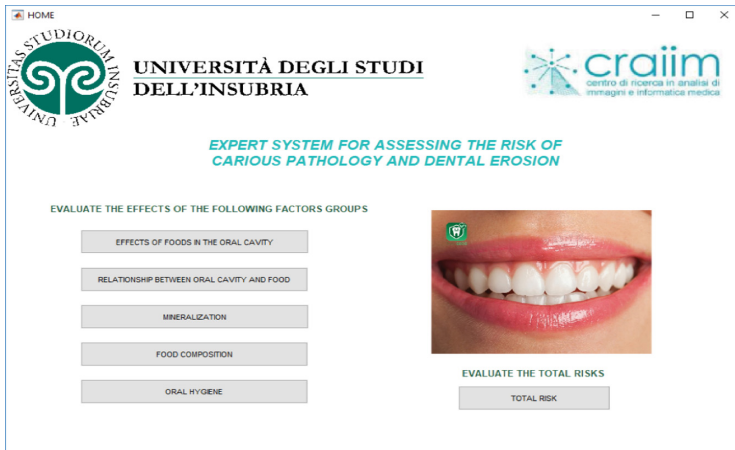 HOME
STUDIORUM
UNIVERSITAS
INSUBRIAE
UNIVERSITÀ DEGLI STUDI
DELL'INSUBRIA
craiim
centro di ricerca in analisi di
immagini e informatica medica
EXPERT SYSTEM FOR ASSESSING THE RISK OF
CARIOUS PATHOLOGY AND DENTAL EROSION
EVALUATE THE EFFECTS OF THE FOLLOWING FACTORS GROUPS
EFFECTS OF FOODS IN THE ORAL CAVITY
RELATIONSHIP BETWEEN ORAL CAVITY AND FOOD
MINERALIZATION
FOOD COMPOSITION
ORAL HYGIENE
EVALUATE THE TOTAL RISKS
TOTAL RISK